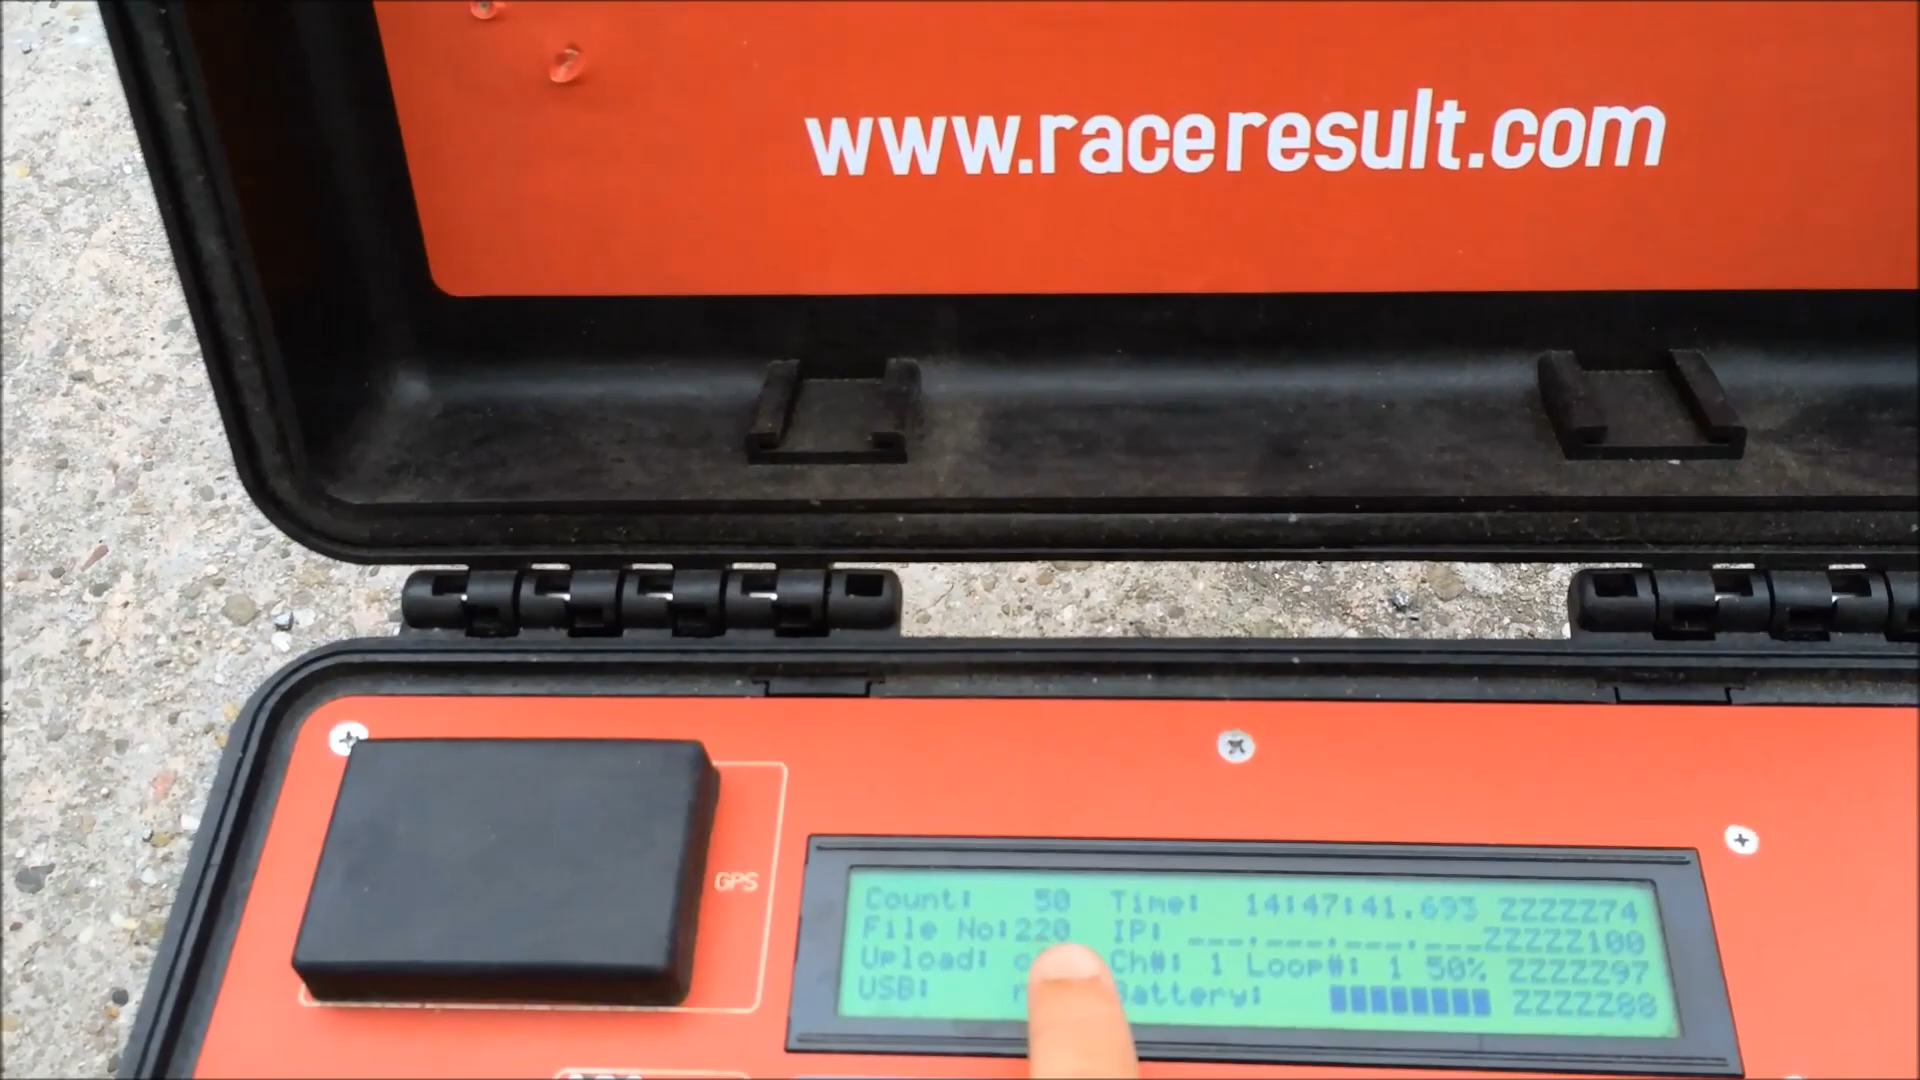 www.raceresult.com
GPS
Count: 50 Time: 14:47:41.693 ZZZZZ74
File No:220 IP: ___.___.___.___ZZZZZ100
Upload: Ch#: 1 Loop#: 1 50% ZZZZZ97
USB: Battery: ZZZZZ88